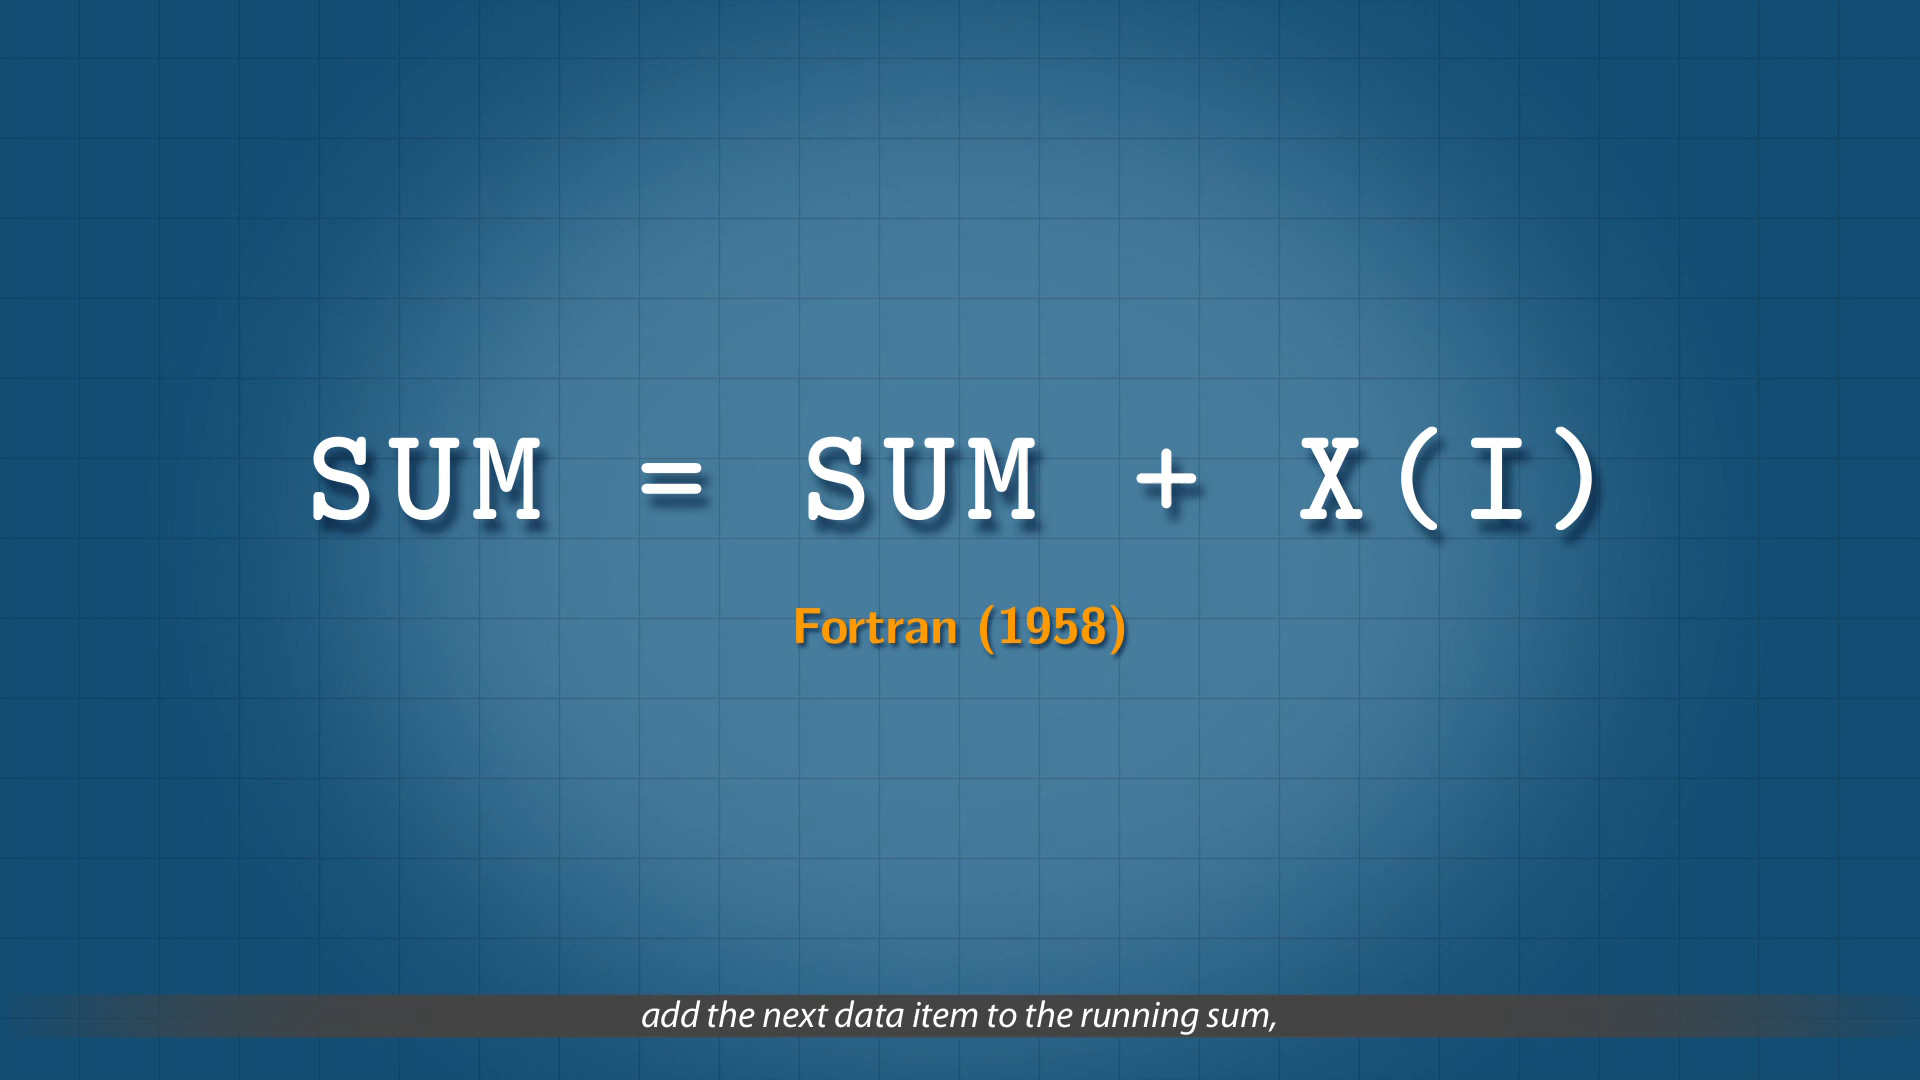 SUM = SUM + X(I)
Fortran (1958)
add the next data item to the running sum,